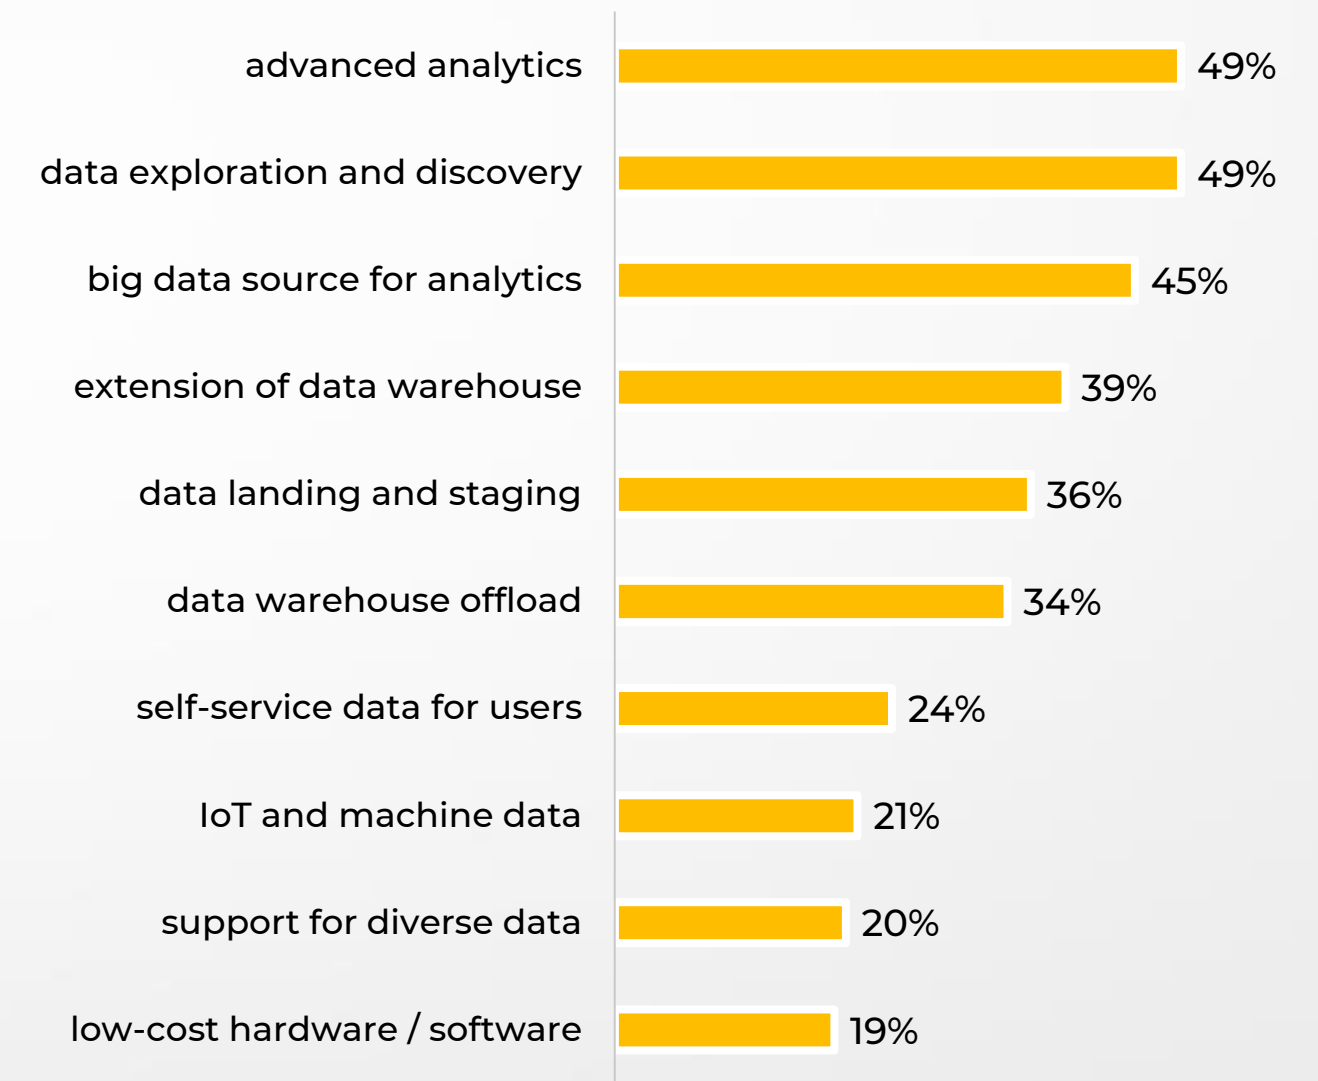 advanced analytics 49%
data exploration and discovery 49%
big data source for analytics 45%
extension of data warehouse 39%
data landing and staging 36%
data warehouse offload 34%
self-service data for users 24%
IoT and machine data 21%
support for diverse data 20%
low-cost hardware / software 19%